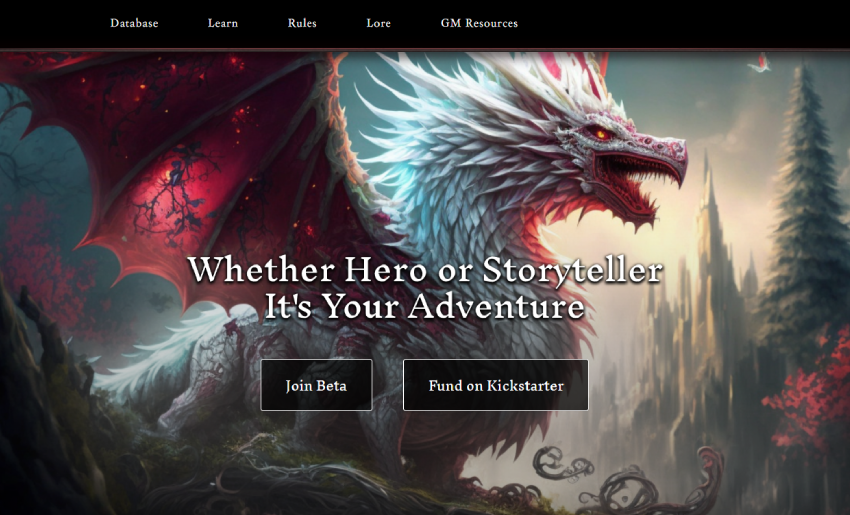 Database Learn Rules Lore GM Resources
Whether Hero or Storyteller
It's Your Adventure
Join Beta Fund on Kickstarter